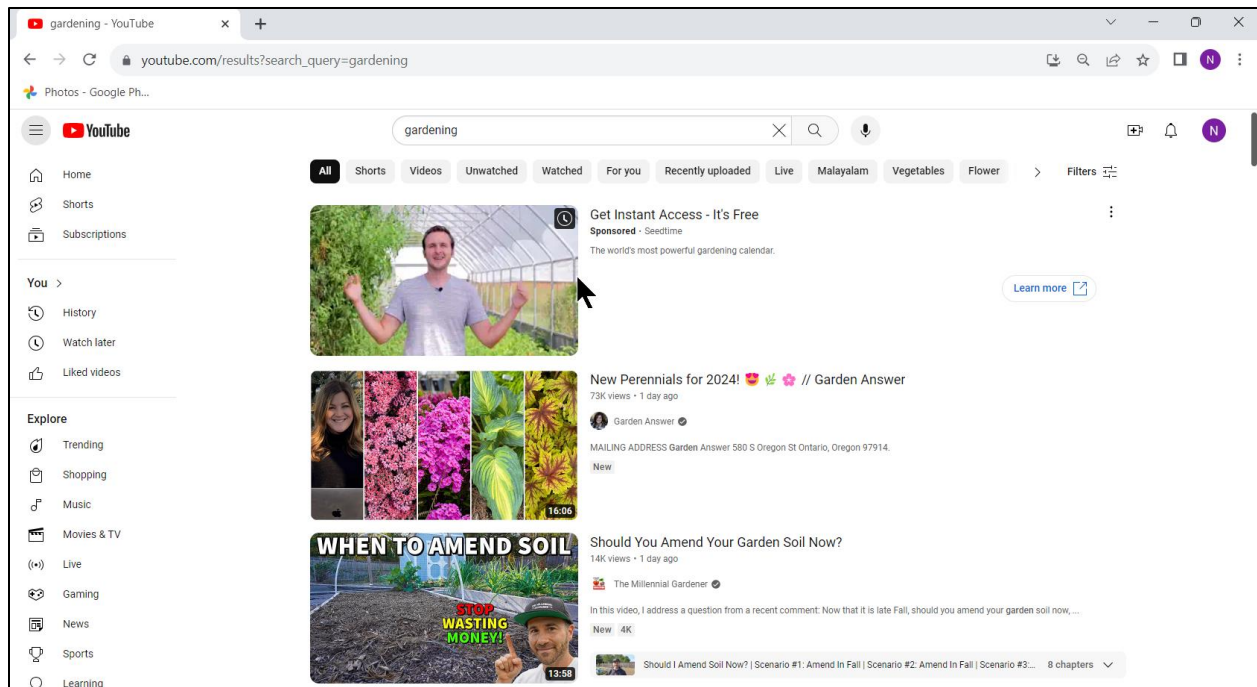 gardening - YouTube
youtube.com/results?search_query=gardening
N
Photos - Google Ph...
YouTube
gardening
N
All Shorts Videos Unwatched Watched For you Recently uploaded Live Malayalam Vegetables Flower Filters
Home
Shorts
Subscriptions
You
History
Watch later
Liked videos
Explore
Trending
Shopping
Music
Movies & TV
Live
Gaming
News
Sports
Learning
Get Instant Access - It's Free
Sponsored · Seedtime
The world's most powerful gardening calendar.
Learn more
16:06
New Perennials for 2024! 😍 🌿 🌸 // Garden Answer
73K views • 1 day ago
Garden Answer
MAILING ADDRESS Garden Answer 580 S Oregon St Ontario, Oregon 97914.
New
WHEN TO AMEND SOIL
STOP
WASTING
MONEY!
13:58
Should You Amend Your Garden Soil Now?
14K views • 1 day ago
The Millennial Gardener
In this video, I address a question from a recent comment: Now that it is late Fall, should you amend your garden soil now, ...
New 4K
Should I Amend Soil Now? | Scenario #1: Amend In Fall | Scenario #2: Amend In Fall | Scenario #3:... 8 chapters